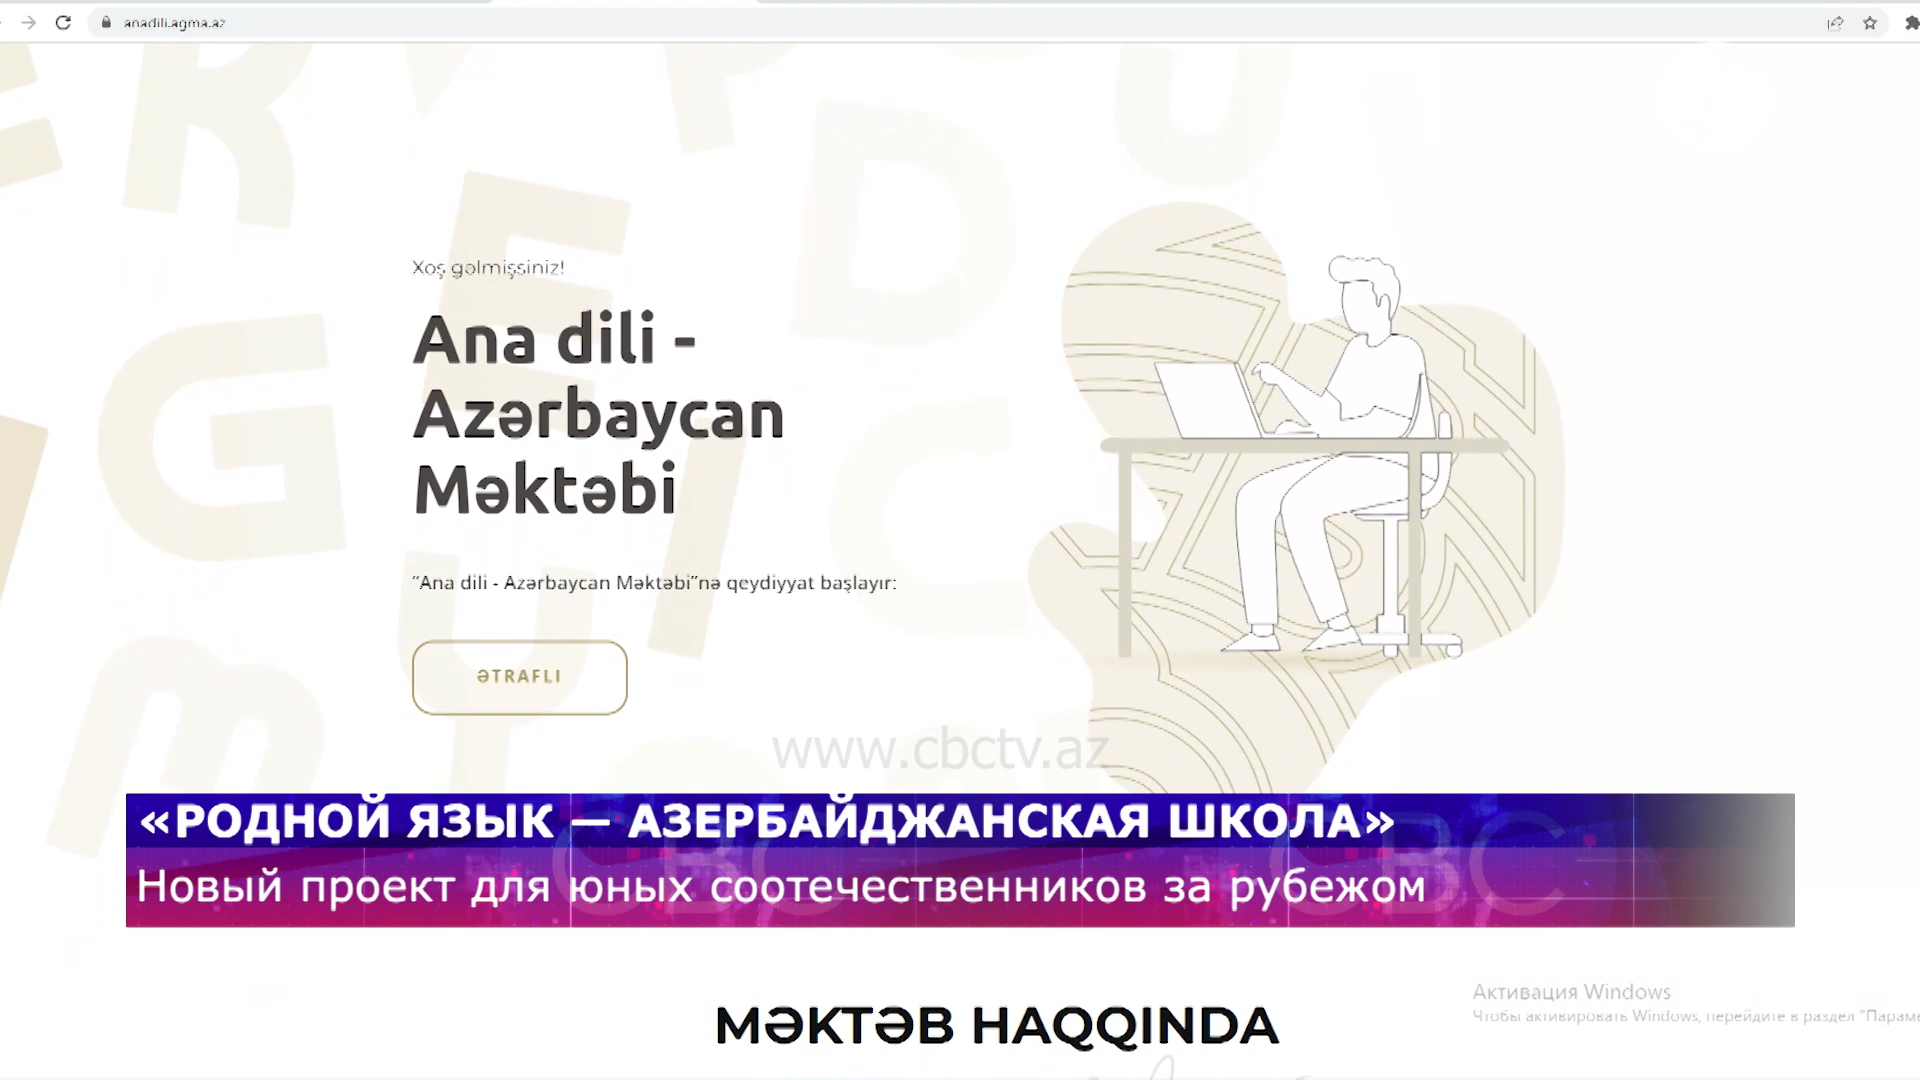 anadili.agma.az
Xoş gəlmişsiniz!
Ana dili -
Azərbaycan
Məktəbi
“Ana dili - Azərbaycan Məktəbi”nə qeydiyyat başlayır:
ƏTRAFLI
www.cbctv.az
«РОДНОЙ ЯЗЫК — АЗЕРБАЙДЖАНСКАЯ ШКОЛА»
Новый проект для юных соотечественников за рубежом
CBC CBC
Активация Windows
Чтобы активировать Windows, перейдите в раздел "Параме
MƏKTƏB HAQQINDA